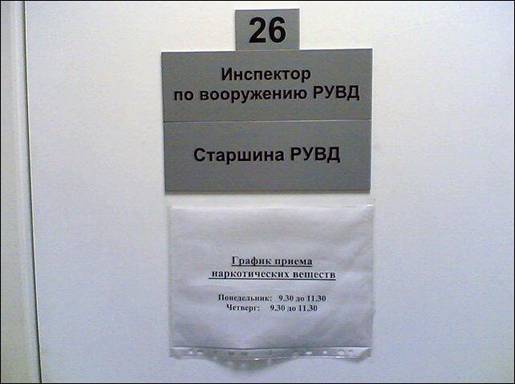 26
Инспектор
по вооружению РУВД
Старшина РУВД
График приема
наркотических веществ
Понедельник: 9.30 до 11.30
Четверг: 9.30 до 11.30